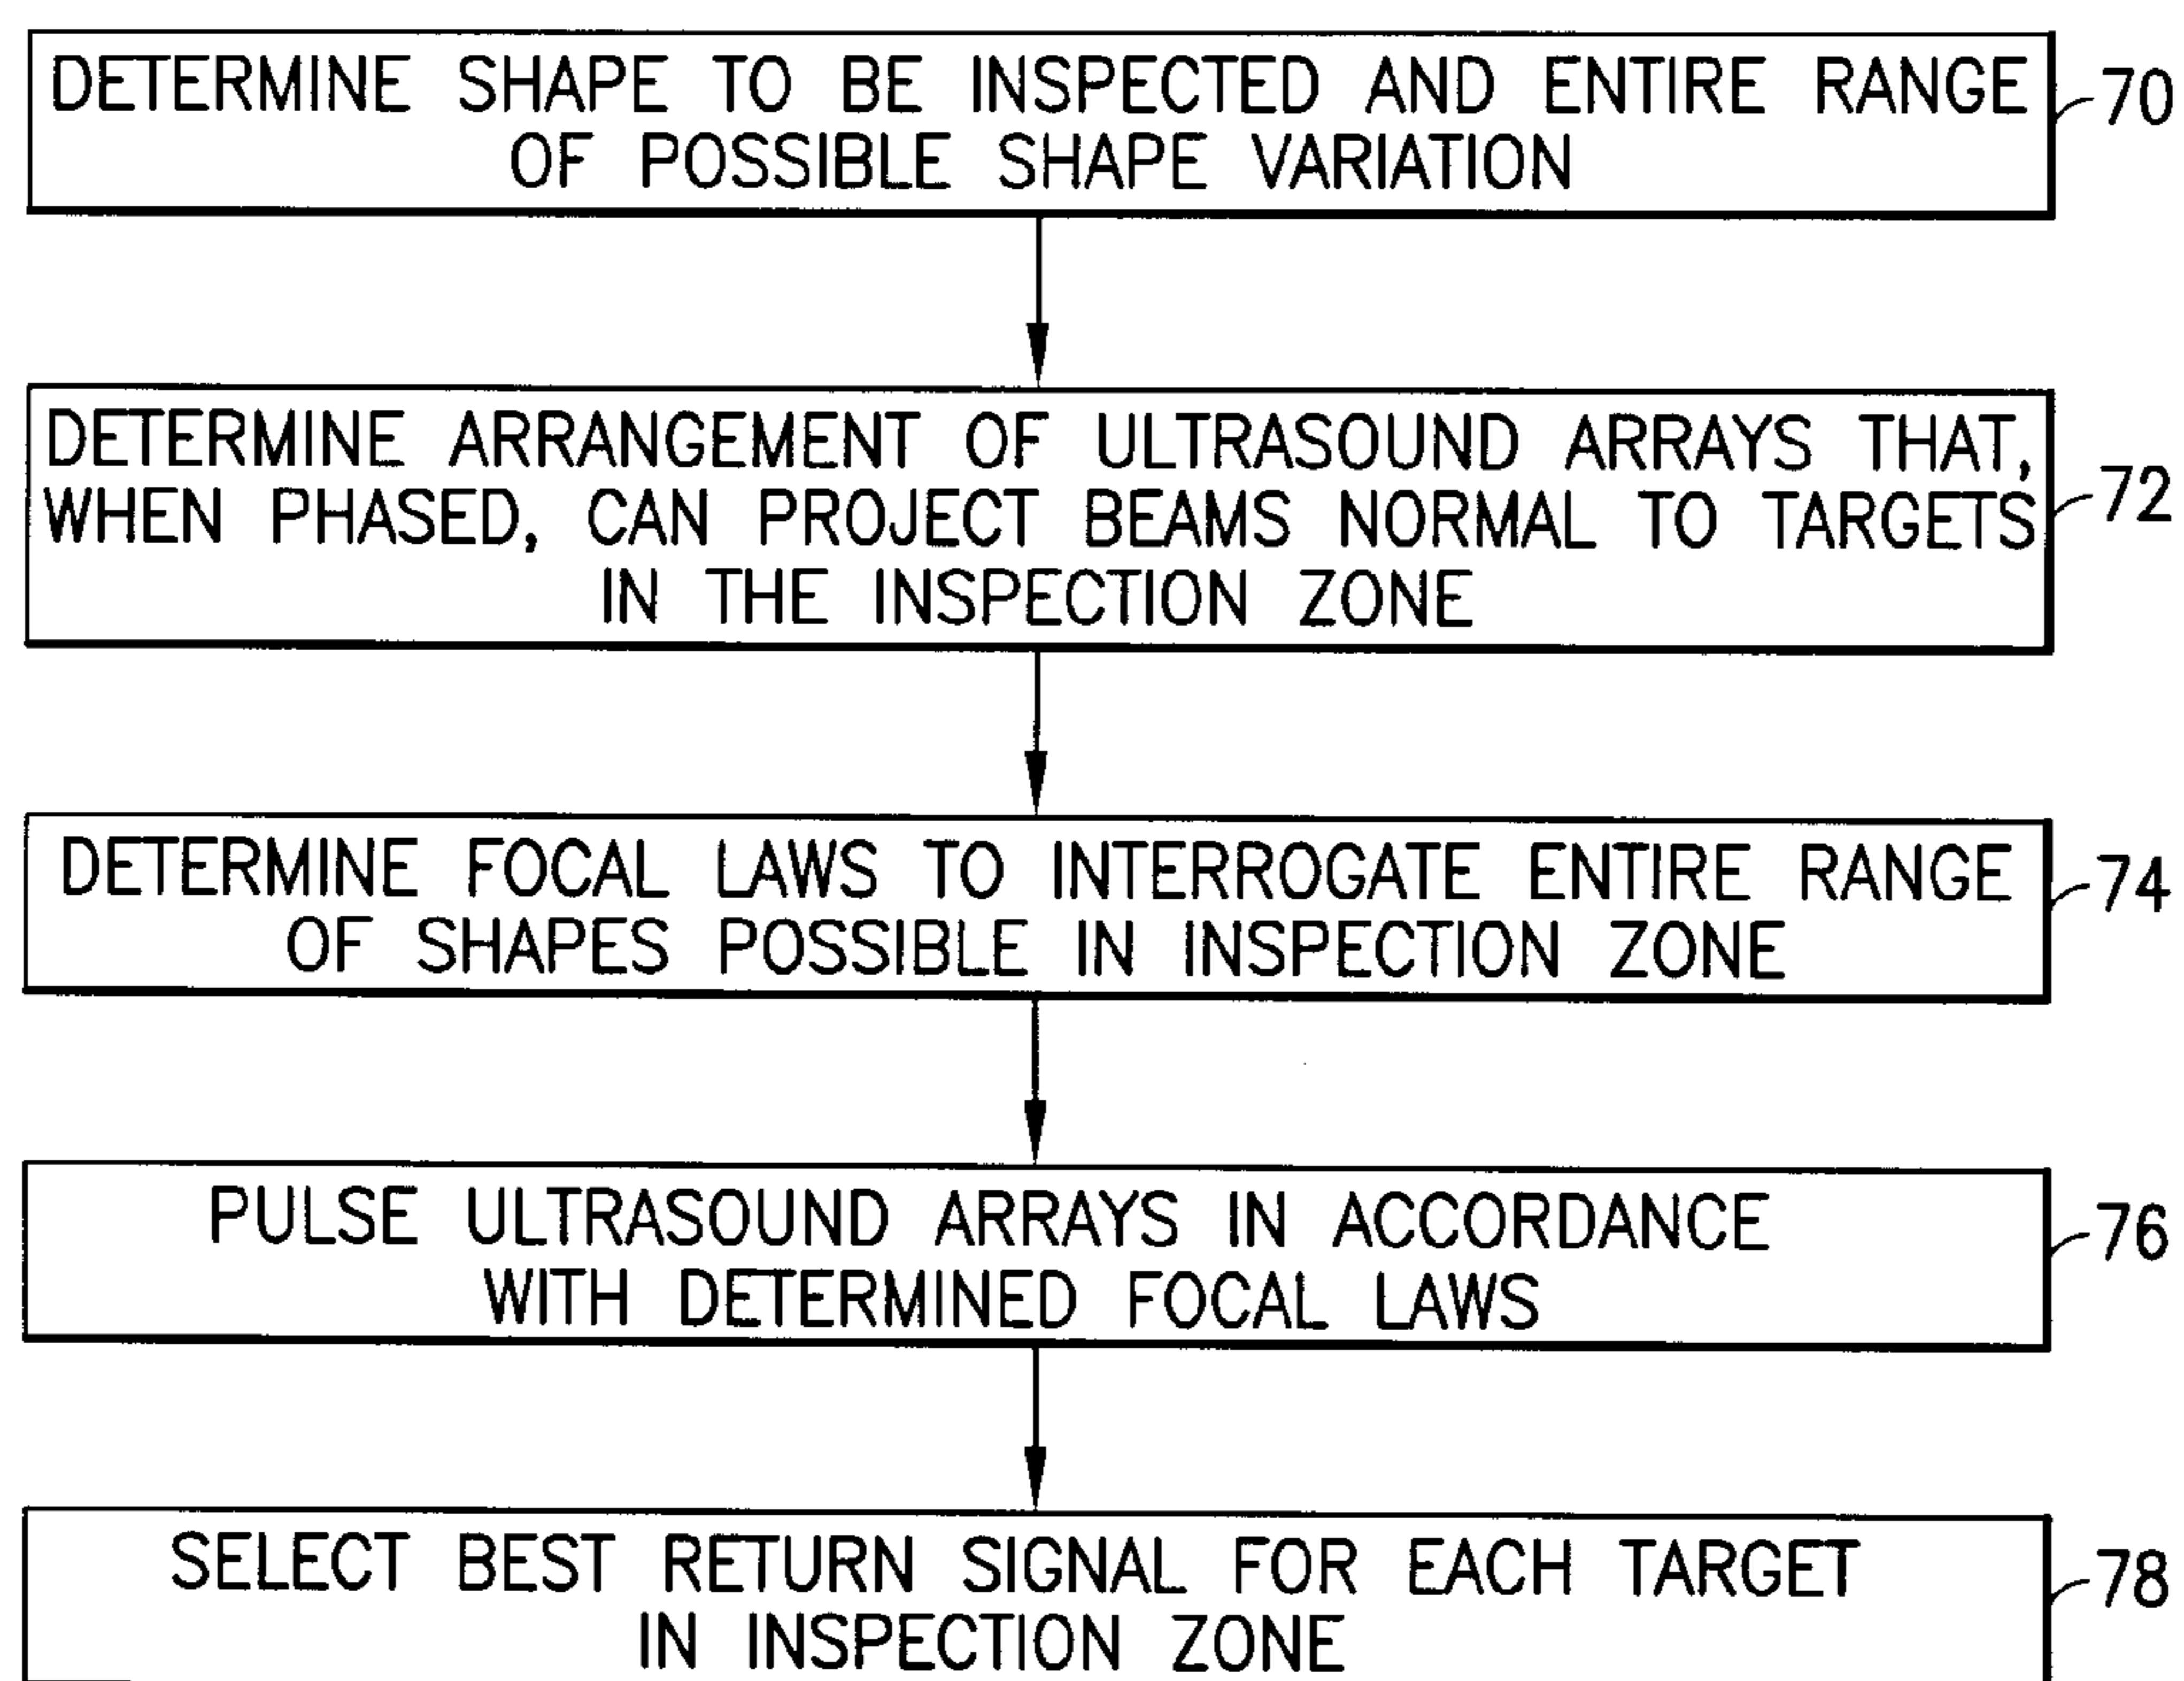 DETERMINE SHAPE TO BE INSPECTED AND ENTIRE RANGE
OF POSSIBLE SHAPE VARIATION
70
DETERMINE ARRANGEMENT OF ULTRASOUND ARRAYS THAT,
WHEN PHASED, CAN PROJECT BEAMS NORMAL TO TARGETS
IN THE INSPECTION ZONE
72
DETERMINE FOCAL LAWS TO INTERROGATE ENTIRE RANGE
OF SHAPES POSSIBLE IN INSPECTION ZONE
74
PULSE ULTRASOUND ARRAYS IN ACCORDANCE
WITH DETERMINED FOCAL LAWS
76
SELECT BEST RETURN SIGNAL FOR EACH TARGET
IN INSPECTION ZONE
78